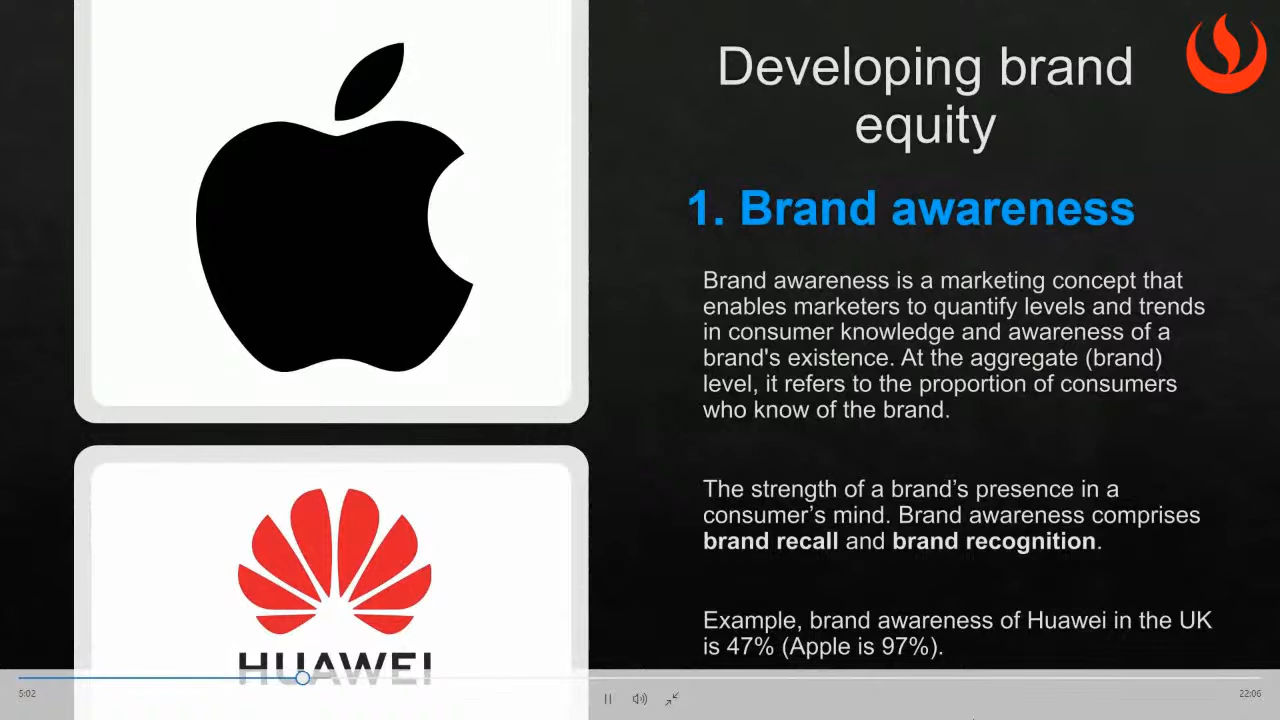 Developing brand
equity
1. Brand awareness
Brand awareness is a marketing concept that
enables marketers to quantify levels and trends
in consumer knowledge and awareness of a
brand's existence. At the aggregate (brand)
level, it refers to the proportion of consumers
who know of the brand.
The strength of a brand’s presence in a
consumer’s mind. Brand awareness comprises
brand recall and brand recognition.
Example, brand awareness of Huawei in the UK
is 47% (Apple is 97%).
HUAWEI
5:02
22:06